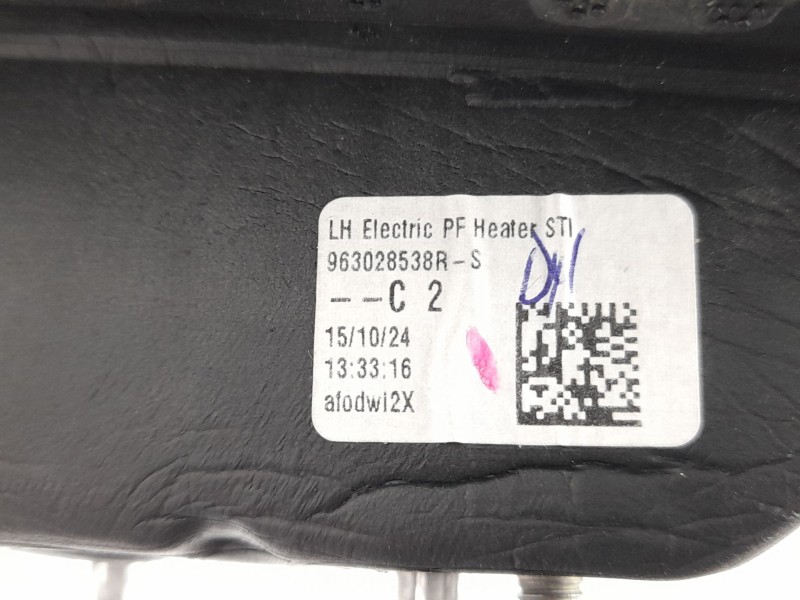 LH Electric PF Heater STI
963028538R-S
---C 2
15/10/24
13:33:16
afodwi2X